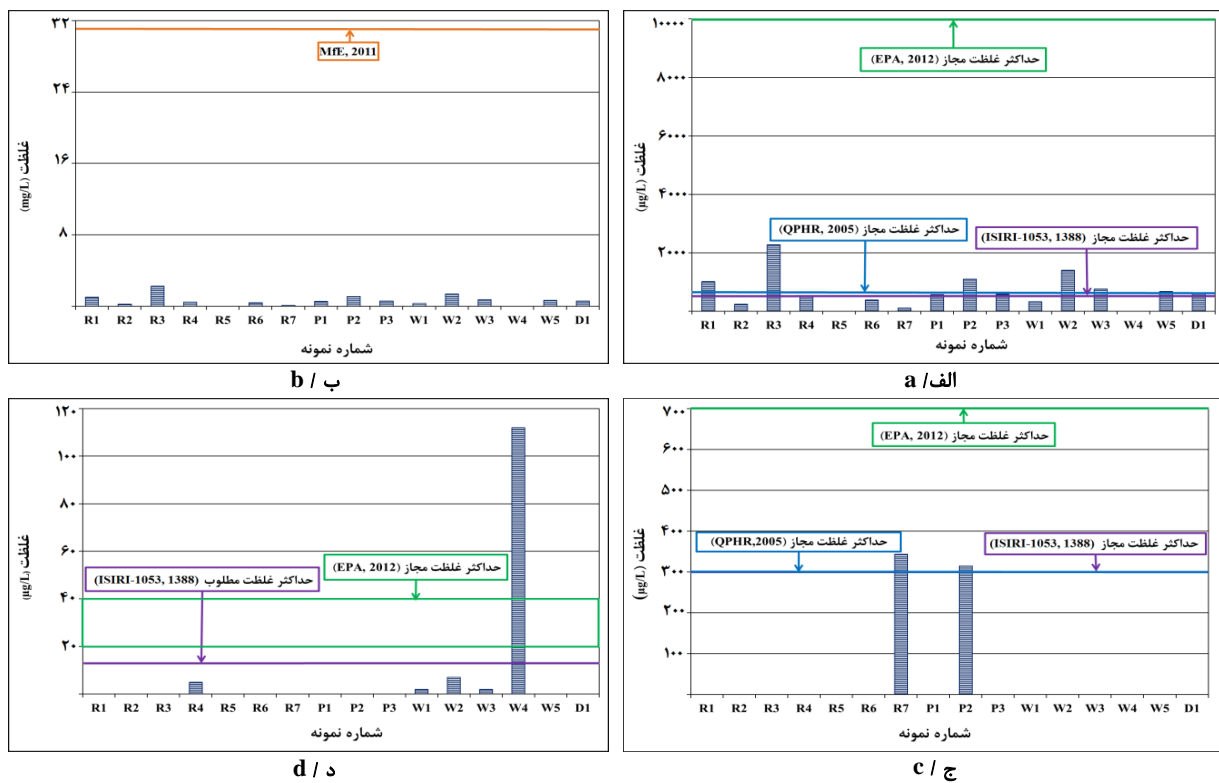 ۱۰۰۰۰
۸۰۰۰
۶۰۰۰
۴۰۰۰
۲۰۰۰
غلظت (µg/L)
حداکثر غلظت مجاز (EPA, 2012)
حداکثر غلظت مجاز (QPHR, 2005)
حداکثر غلظت مجاز (ISIRI-1053, 1388)
R1 R2 R3 R4 R5 R6 R7 P1 P2 P3 W1 W2 W3 W4 W5 D1
شماره نمونه
الف/ a
۳۲
۲۴
۱۶
۸
غلظت (mg/L)
MfE, 2011
R1 R2 R3 R4 R5 R6 R7 P1 P2 P3 W1 W2 W3 W4 W5 D1
شماره نمونه
ب / b
۷۰۰
۶۰۰
۵۰۰
۴۰۰
۳۰۰
۲۰۰
۱۰۰
غلظت (µg/L)
حداکثر غلظت مجاز (EPA, 2012)
حداکثر غلظت مجاز (QPHR,2005)
حداکثر غلظت مجاز (ISIRI-1053, 1388)
R1 R2 R3 R4 R5 R6 R7 P1 P2 P3 W1 W2 W3 W4 W5 D1
شماره نمونه
ج / c
۱۲۰
۱۰۰
۸۰
۶۰
۴۰
۲۰
غلظت (µg/L)
حداکثر غلظت مجاز (EPA, 2012)
حداکثر غلظت مطلوب (ISIRI-1053, 1388)
R1 R2 R3 R4 R5 R6 R7 P1 P2 P3 W1 W2 W3 W4 W5 D1
شماره نمونه
د / d